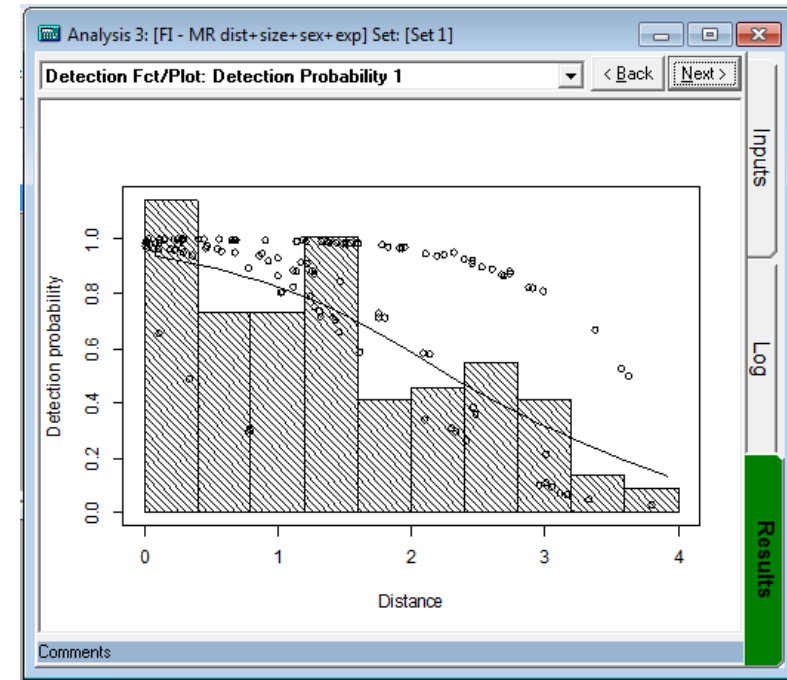 Analysis 3: [FI - MR dist+size+sex+exp] Set: [Set 1]
Detection Fct/Plot: Detection Probability 1
< Back
Next >
Inputs
Log
Results
Detection probability
1.0
0.8
0.6
0.4
0.2
0.0
0 1 2 3 4
Distance
Comments